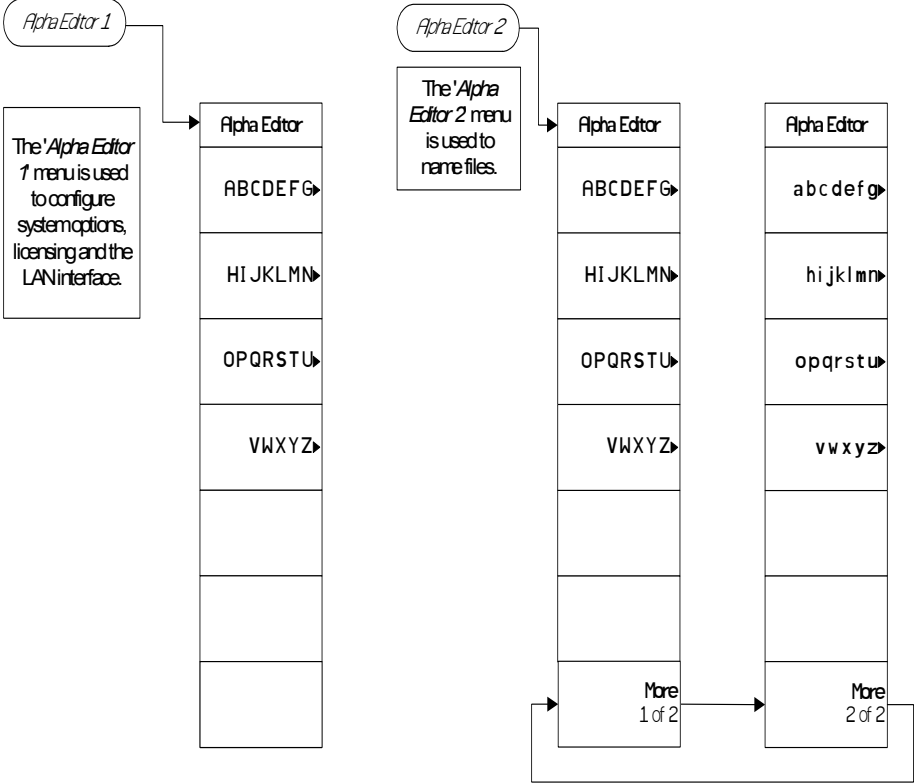 Alpha Editor 1
The 'Alpha Editor
1' menu is used
to configure
system options,
licensing and the
LAN interface.
Alpha Editor
ABCDEFG
HIJKLMN
OPQRSTU
VWXYZ
Alpha Editor 2
The 'Alpha
Editor 2' menu
is used to
name files.
Alpha Editor
ABCDEFG
HIJKLMN
OPQRSTU
VWXYZ
More
1 of 2
Alpha Editor
abcdefg
hijklmn
opqrstu
vwxyz
More
2 of 2